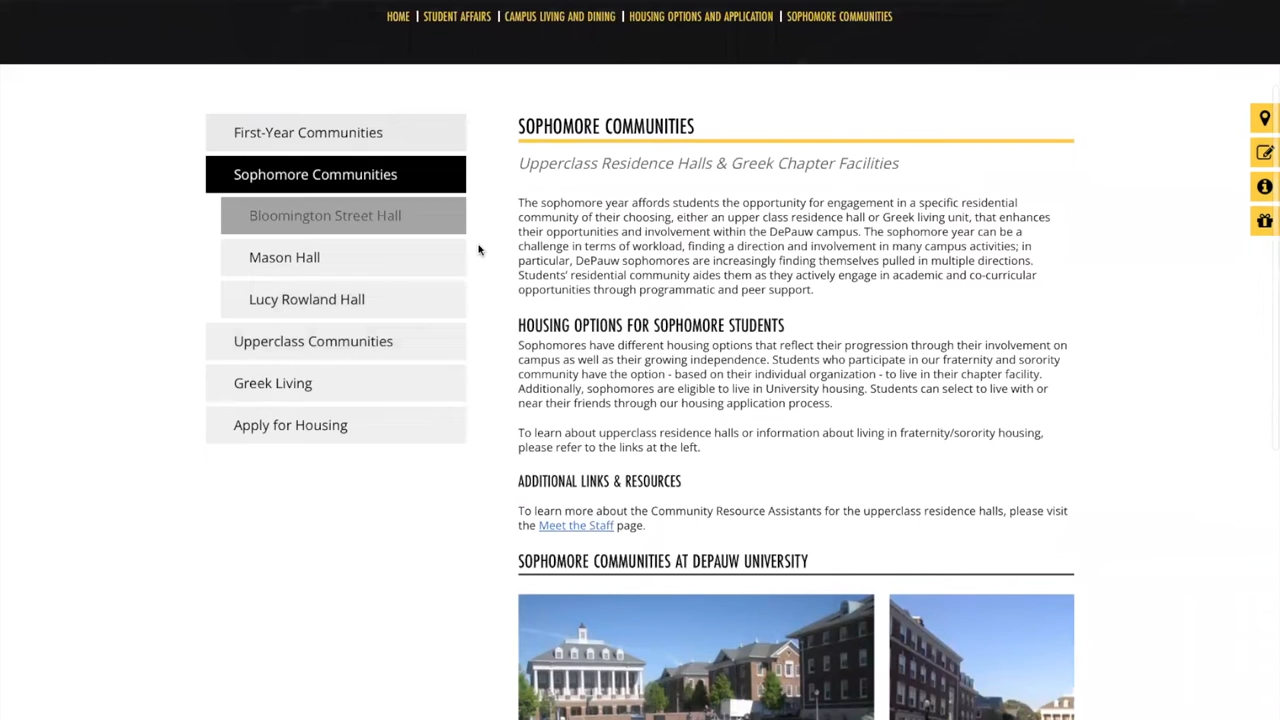 HOME | STUDENT AFFAIRS | CAMPUS LIVING AND DINING | HOUSING OPTIONS AND APPLICATION | SOPHOMORE COMMUNITIES
First-Year Communities
Sophomore Communities
Bloomington Street Hall
Mason Hall
Lucy Rowland Hall
Upperclass Communities
Greek Living
Apply for Housing
SOPHOMORE COMMUNITIES
Upperclass Residence Halls & Greek Chapter Facilities
The sophomore year affords students the opportunity for engagement in a specific residential
community of their choosing, either an upper class residence hall or Greek living unit, that enhances
their opportunities and involvement within the DePauw campus. The sophomore year can be a
challenge in terms of workload, finding a direction and involvement in many campus activities; in
particular, DePauw sophomores are increasingly finding themselves pulled in multiple directions.
Students' residential community aides them as they actively engage in academic and co-curricular
opportunities through programmatic and peer support.
HOUSING OPTIONS FOR SOPHOMORE STUDENTS
Sophomores have different housing options that reflect their progression through their involvement on
campus as well as their growing independence. Students who participate in our fraternity and sorority
community have the option - based on their individual organization - to live in their chapter facility.
Additionally, sophomores are eligible to live in University housing. Students can select to live with or
near their friends through our housing application process.
To learn about upperclass residence halls or information about living in fraternity/sorority housing,
please refer to the links at the left.
ADDITIONAL LINKS & RESOURCES
To learn more about the Community Resource Assistants for the upperclass residence halls, please visit
the Meet the Staff page.
SOPHOMORE COMMUNITIES AT DEPAUW UNIVERSITY